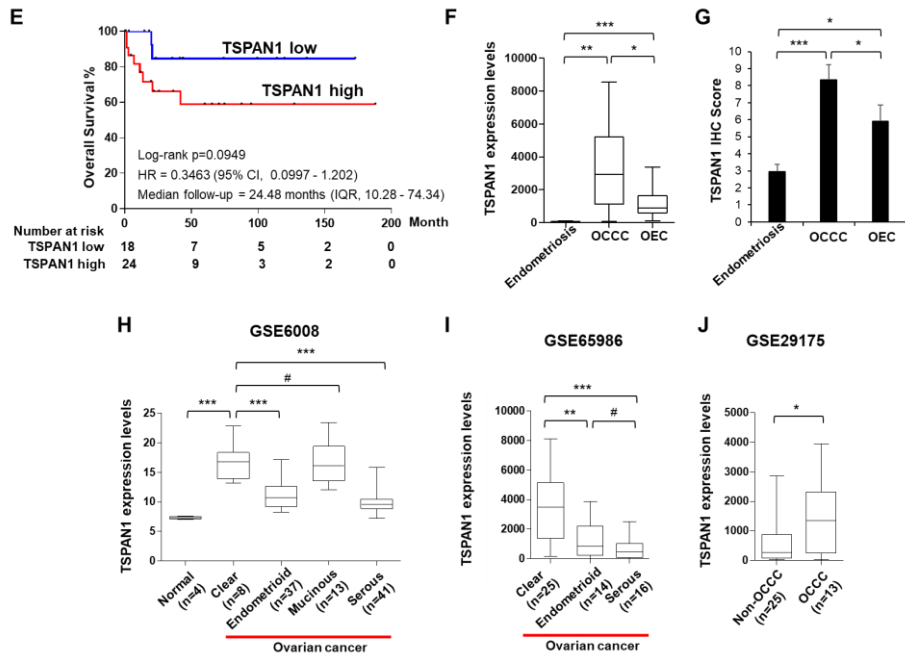 E
Overall Survival %
100
80
60
40
20
0
TSPAN1 low
TSPAN1 high
Log-rank p=0.0949
HR = 0.3463 (95% CI, 0.0997 - 1.202)
Median follow-up = 24.48 months (IQR, 10.28 - 74.34)
0 50 100 150 200 Month
Number at risk
TSPAN1 low 18 7 5 2 0
TSPAN1 high 24 9 3 2 0
F
TSPAN1 expression levels
10000
8000
6000
4000
2000
0
***
** *
Endometriosis OCCC OEC
G
TSPAN1 IHC Score
10
9
8
7
6
5
4
3
2
1
0
*
*** *
Endometriosis OCCC OEC
H
GSE6008
TSPAN1 expression levels
25
20
15
10
5
0
***
#
*** ***
Normal (n=4)
Clear (n=8)
Endometrioid (n=37)
Mucinous (n=13)
Serous (n=41)
Ovarian cancer
I
GSE65986
TSPAN1 expression levels
10000
8000
6000
4000
2000
0
***
** #
Clear (n=25)
Endometrioid (n=14)
Serous (n=16)
Ovarian cancer
J
GSE29175
TSPAN1 expression levels
5000
4000
3000
2000
1000
0
*
Non-OCCC (n=25)
OCCC (n=13)